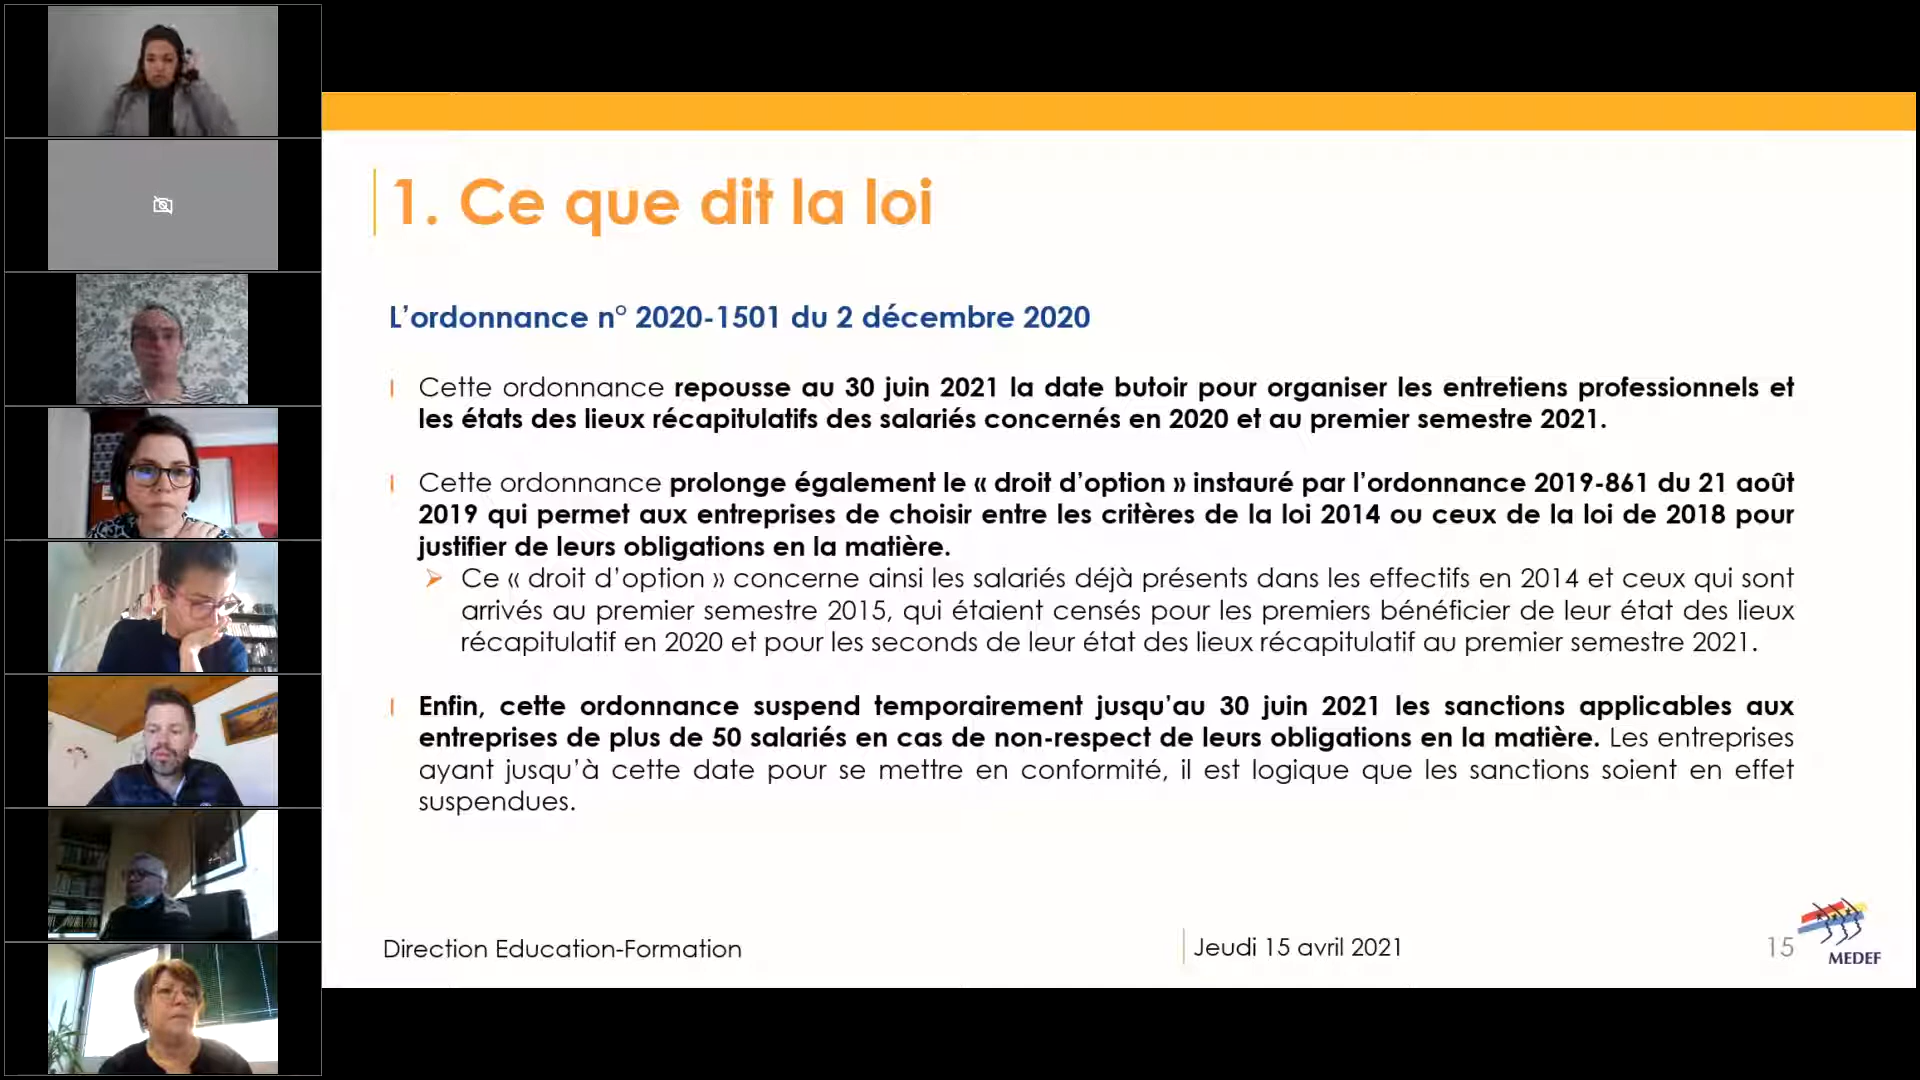 1. Ce que dit la loi
L’ordonnance n° 2020-1501 du 2 décembre 2020
Cette ordonnance repousse au 30 juin 2021 la date butoir pour organiser les entretiens professionnels et
les états des lieux récapitulatifs des salariés concernés en 2020 et au premier semestre 2021.
Cette ordonnance prolonge également le « droit d’option » instauré par l’ordonnance 2019-861 du 21 août
2019 qui permet aux entreprises de choisir entre les critères de la loi 2014 ou ceux de la loi de 2018 pour
justifier de leurs obligations en la matière.
Ce « droit d’option » concerne ainsi les salariés déjà présents dans les effectifs en 2014 et ceux qui sont
arrivés au premier semestre 2015, qui étaient censés pour les premiers bénéficier de leur état des lieux
récapitulatif en 2020 et pour les seconds de leur état des lieux récapitulatif au premier semestre 2021.
Enfin, cette ordonnance suspend temporairement jusqu’au 30 juin 2021 les sanctions applicables aux
entreprises de plus de 50 salariés en cas de non-respect de leurs obligations en la matière. Les entreprises
ayant jusqu’à cette date pour se mettre en conformité, il est logique que les sanctions soient en effet
suspendues.
Direction Education-Formation
Jeudi 15 avril 2021
15
MEDEF